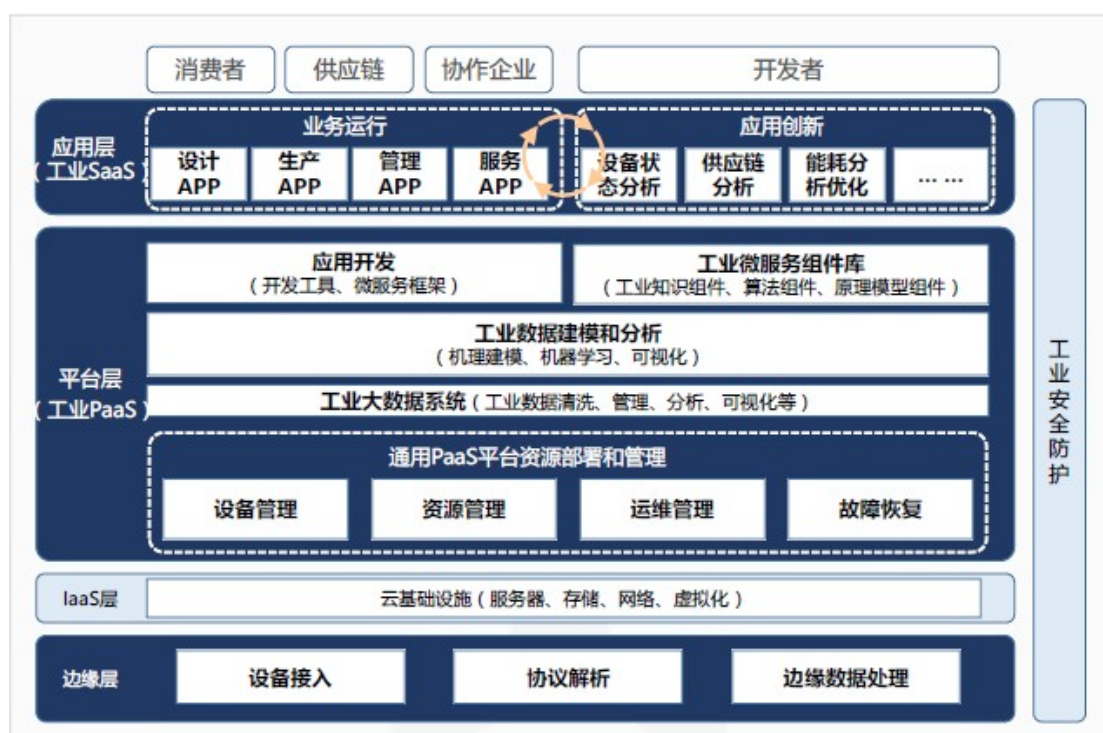 消费者
供应链
协作企业
开发者
应用层
（工业SaaS）
业务运行
设计
APP
生产
APP
管理
APP
服务
APP
应用创新
设备状
态分析
供应链
分析
能耗分
析优化
... ...
平台层
（工业PaaS）
应用开发
（开发工具、微服务框架）
工业微服务组件库
（工业知识组件、算法组件、原理模型组件）
工业数据建模和分析
（机理建模、机器学习、可视化）
工业大数据系统（工业数据清洗、管理、分析、可视化等）
通用PaaS平台资源部署和管理
设备管理
资源管理
运维管理
故障恢复
IaaS层
云基础设施（服务器、存储、网络、虚拟化）
边缘层
设备接入
协议解析
边缘数据处理
工业安全防护